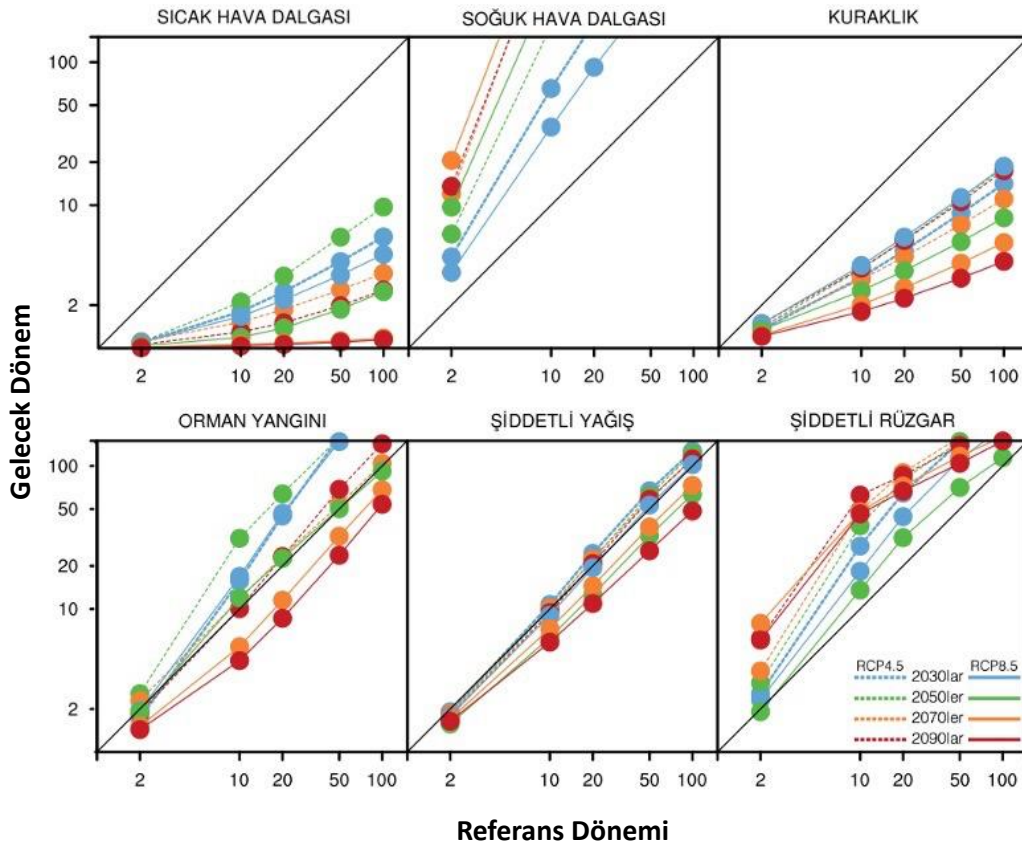 SICAK HAVA DALGASI SOĞUK HAVA DALGASI KURAKLIK
100
50
20
10
2
2 10 20 50 100 2 10 20 50 100 2 10 20 50 100
Gelecek Dönem
ORMAN YANGINI ŞİDDETLİ YAĞIŞ ŞİDDETLİ RÜZGAR
100
50
20
10
2
RCP4.5 RCP8.5
2030lar
2050ler
2070ler
2090lar
2 10 20 50 100 2 10 20 50 100 2 10 20 50 100
Referans Dönemi